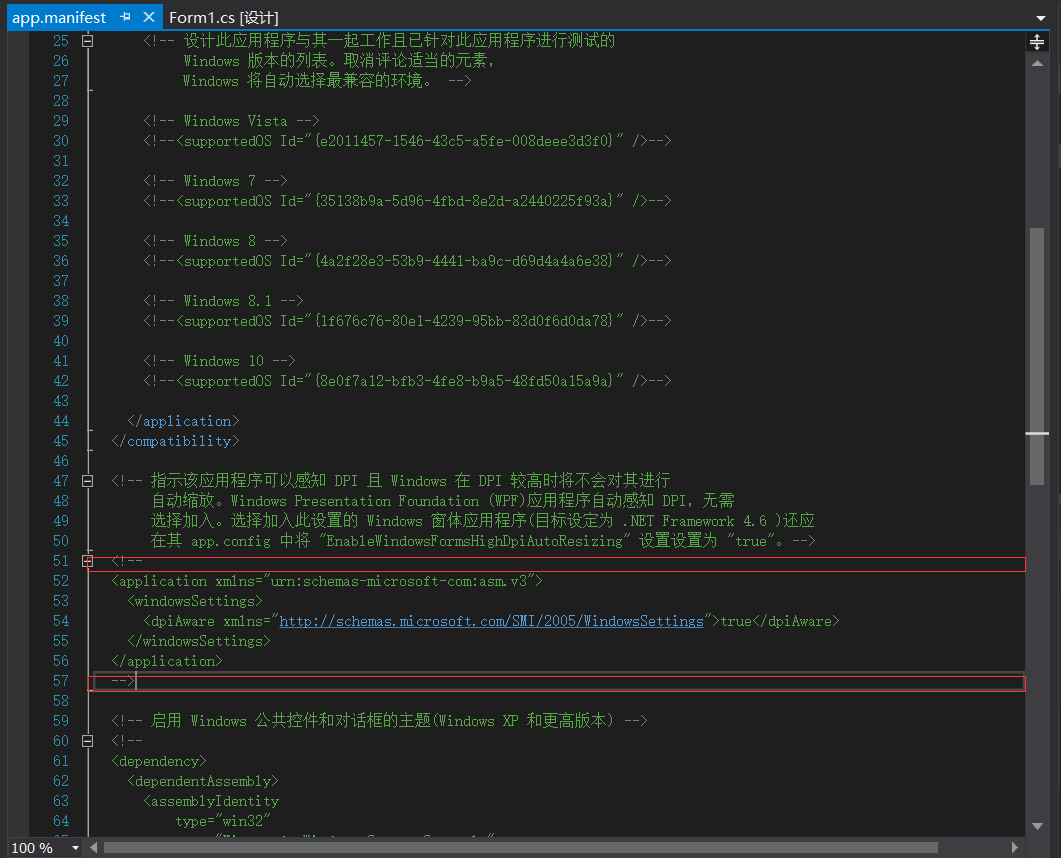 app.manifest Form1.cs [设计]
25 <!-- 设计此应用程序与其一起工作且已针对此应用程序进行测试的
26 Windows 版本的列表。取消评论适当的元素，
27 Windows 将自动选择最兼容的环境。 -->
28
29 <!-- Windows Vista -->
30 <!--<supportedOS Id="{e2011457-1546-43c5-a5fe-008deee3d3f0}" />-->
31
32 <!-- Windows 7 -->
33 <!--<supportedOS Id="{35138b9a-5d96-4fbd-8e2d-a2440225f93a}" />-->
34
35 <!-- Windows 8 -->
36 <!--<supportedOS Id="{4a2f28e3-53b9-4441-ba9c-d69d4a4a6e38}" />-->
37
38 <!-- Windows 8.1 -->
39 <!--<supportedOS Id="{1f676c76-80e1-4239-95bb-83d0f6d0da78}" />-->
40
41 <!-- Windows 10 -->
42 <!--<supportedOS Id="{8e0f7a12-bfb3-4fe8-b9a5-48fd50a15a9a}" />-->
43
44 </application>
45 </compatibility>
46
47 <!-- 指示该应用程序可以感知 DPI 且 Windows 在 DPI 较高时将不会对其进行
48 自动缩放。Windows Presentation Foundation (WPF)应用程序自动感知 DPI，无需
49 选择加入。选择加入此设置的 Windows 窗体应用程序(目标设定为 .NET Framework 4.6 )还应
50 在其 app.config 中将 "EnableWindowsFormsHighDpiAutoResizing" 设置设置为 "true"。-->
51 <!--
52 <application xmlns="urn:schemas-microsoft-com:asm.v3">
53 <windowsSettings>
54 <dpiAware xmlns="http://schemas.microsoft.com/SMI/2005/WindowsSettings">true</dpiAware>
55 </windowsSettings>
56 </application>
57 -->
58
59 <!-- 启用 Windows 公共控件和对话框的主题(Windows XP 和更高版本) -->
60 <!--
61 <dependency>
62 <dependentAssembly>
63 <assemblyIdentity
64 type="win32"
100 %